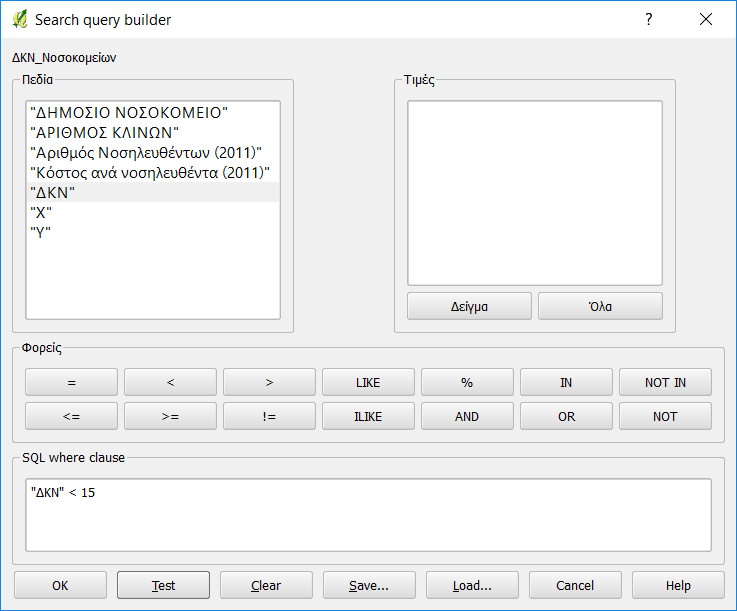 Search query builder
?
ΔΚΝ_Νοσοκομείων
Πεδία
Τιμές
"ΔΗΜΟΣΙΟ ΝΟΣΟΚΟΜΕΙΟ"
"ΑΡΙΘΜΟΣ ΚΛΙΝΩΝ"
"Αριθμός Νοσηλευθέντων (2011)"
"Κόστος ανά νοσηλευθέντα (2011)"
"ΔΚΝ"
"X"
"Y"
Δείγμα Όλα
Φορείς
= < > LIKE % IN NOT IN
<= >= != ILIKE AND OR NOT
SQL where clause
"ΔΚΝ" < 15
OK Test Clear Save... Load... Cancel Help